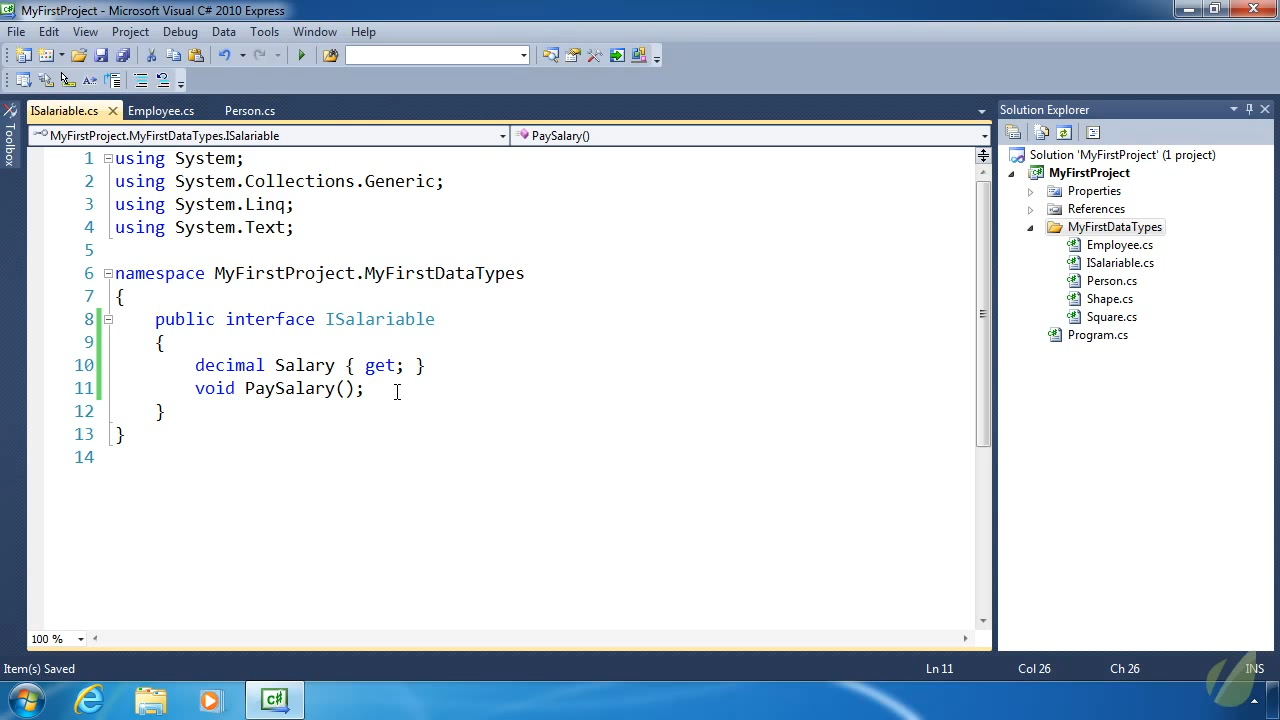 MyFirstProject - Microsoft Visual C# 2010 Express
File Edit View Project Debug Data Tools Window Help
ISalariable.cs Employee.cs Person.cs
MyFirstProject.MyFirstDataTypes.ISalariable PaySalary()
Toolbox
1 using System;
2 using System.Collections.Generic;
3 using System.Linq;
4 using System.Text;
5
6 namespace MyFirstProject.MyFirstDataTypes
7 {
8 public interface ISalariable
9 {
10 decimal Salary { get; }
11 void PaySalary();
12 }
13 }
14
100 %
Solution Explorer
Solution 'MyFirstProject' (1 project)
MyFirstProject
Properties
References
MyFirstDataTypes
Employee.cs
ISalariable.cs
Person.cs
Shape.cs
Square.cs
Program.cs
Item(s) Saved Ln 11 Col 26 Ch 26 INS
C#